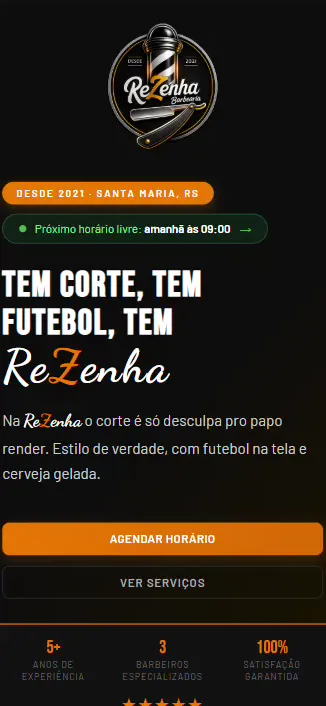 DESDE
2021
ReZenha
Barbearia
DESDE 2021 · SANTA MARIA, RS
Próximo horário livre: amanhã às 09:00 →
TEM CORTE, TEM
FUTEBOL, TEM
ReZenha
Na ReZenha o corte é só desculpa pro papo
render. Estilo de verdade, com futebol na tela e
cerveja gelada.
AGENDAR HORÁRIO
VER SERVIÇOS
5+
ANOS DE
EXPERIÊNCIA
3
BARBEIROS
ESPECIALIZADOS
100%
SATISFAÇÃO
GARANTIDA
★★★★★